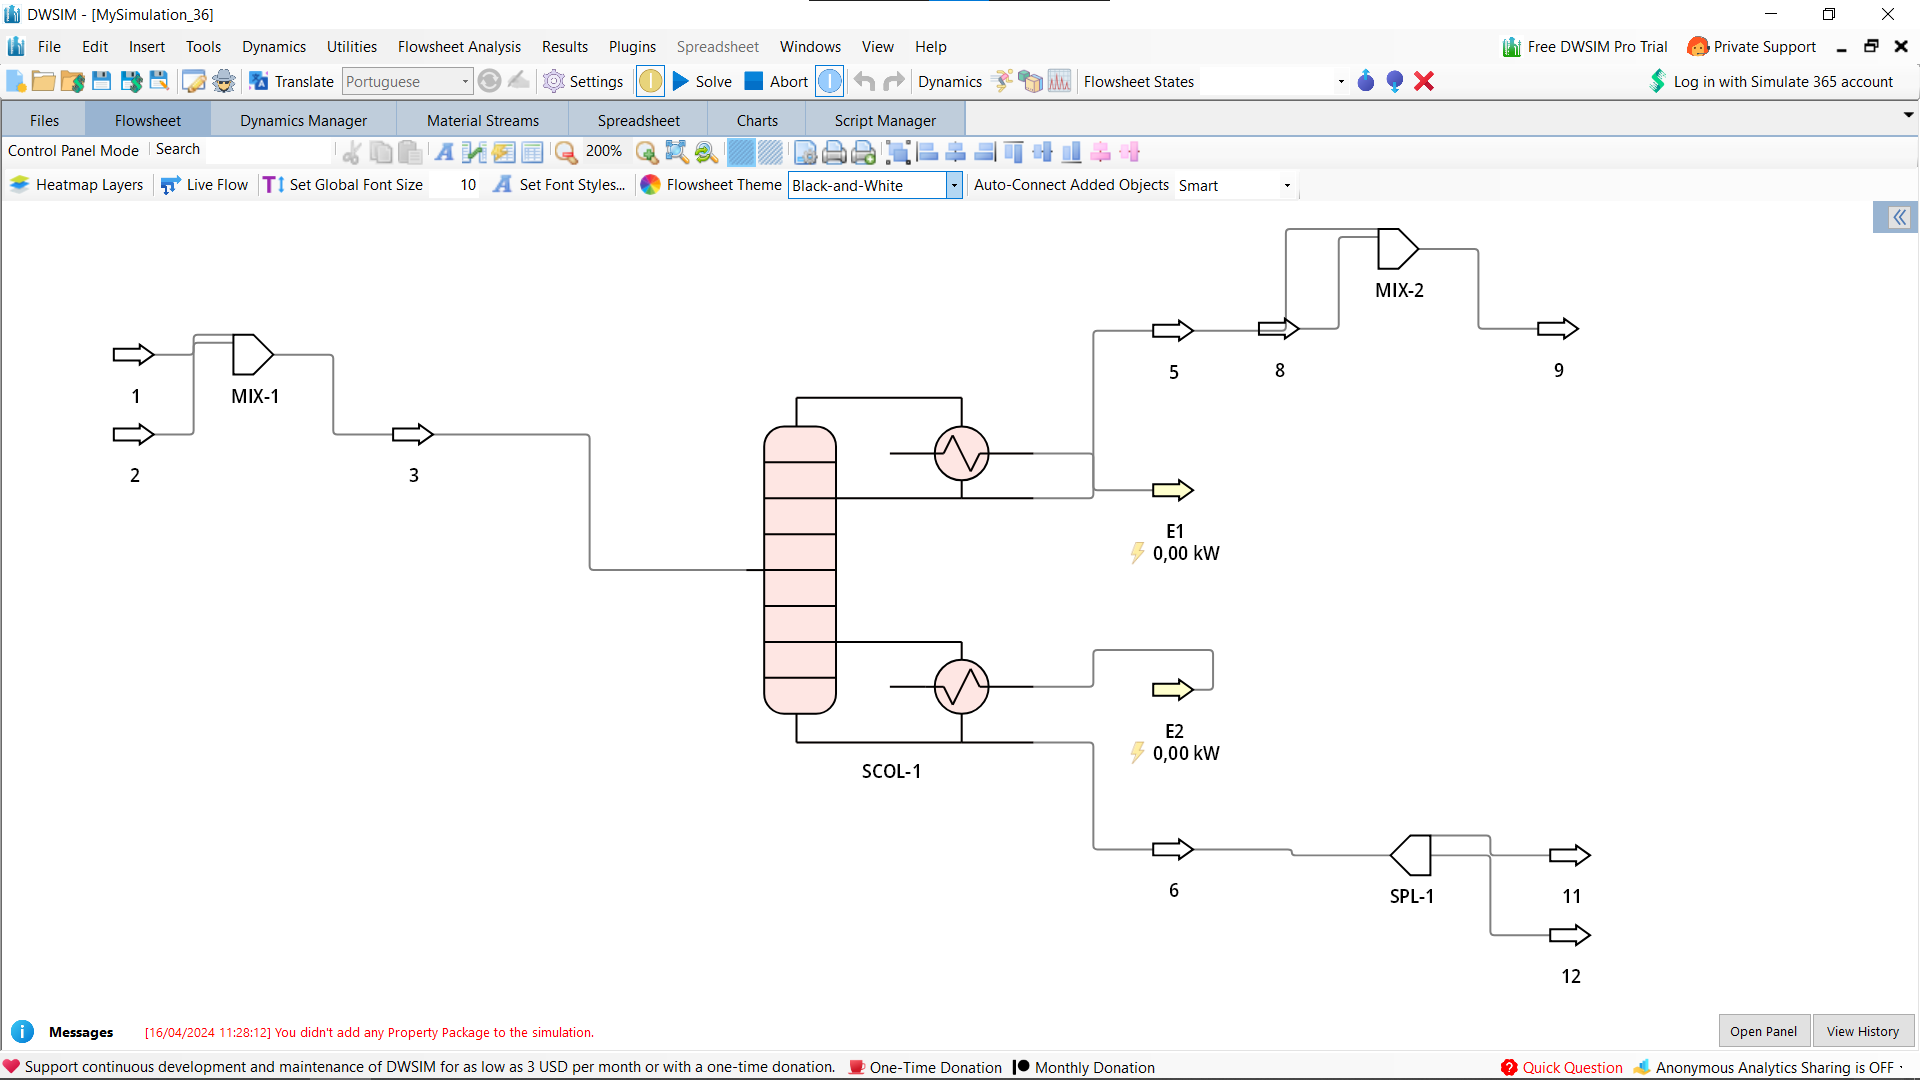 DWSIM - [MySimulation_36]
File Edit Insert Tools Dynamics Utilities Flowsheet Analysis Results Plugins Spreadsheet Windows View Help Free DWSIM Pro Trial Private Support
Translate Portuguese Settings Solve Abort Dynamics Flowsheet States Log in with Simulate 365 account
Files Flowsheet Dynamics Manager Material Streams Spreadsheet Charts Script Manager
Control Panel Mode Search 200%
Heatmap Layers Live Flow Set Global Font Size 10 Set Font Styles... Flowsheet Theme Black-and-White Auto-Connect Added Objects Smart
MIX-2
5 8 9
1 MIX-1
2 3
E1
0,00 kW
E2
0,00 kW
SCOL-1
6 SPL-1 11
12
Messages [16/04/2024 11:28:12] You didn't add any Property Package to the simulation. Open Panel View History
Support continuous development and maintenance of DWSIM for as low as 3 USD per month or with a one-time donation. One-Time Donation Monthly Donation Quick Question Anonymous Analytics Sharing is OFF